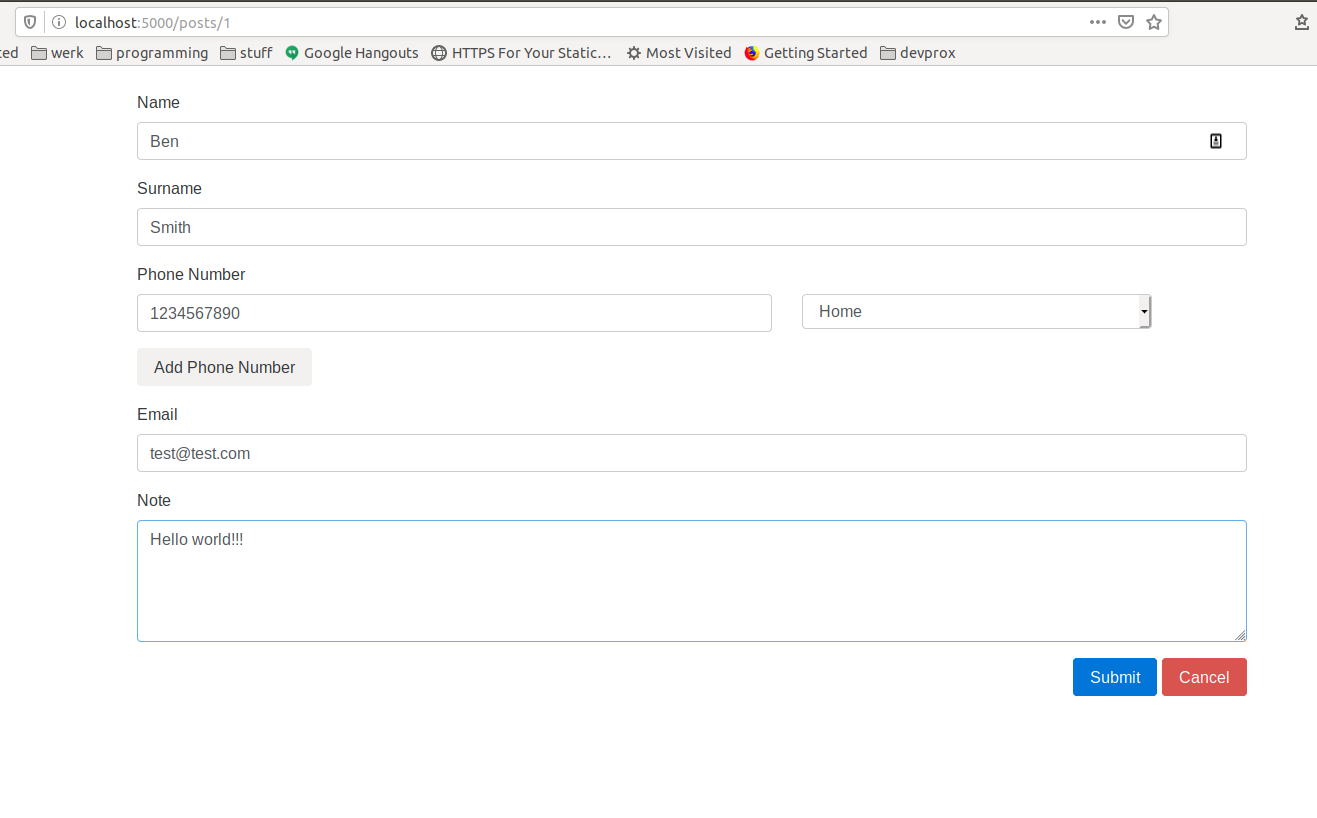 localhost:5000/posts/1
ted werk programming stuff Google Hangouts HTTPS For Your Static… Most Visited Getting Started devprox
Name
Ben
Surname
Smith
Phone Number
1234567890 Home
Add Phone Number
Email
test@test.com
Note
Hello world!!!
Submit Cancel